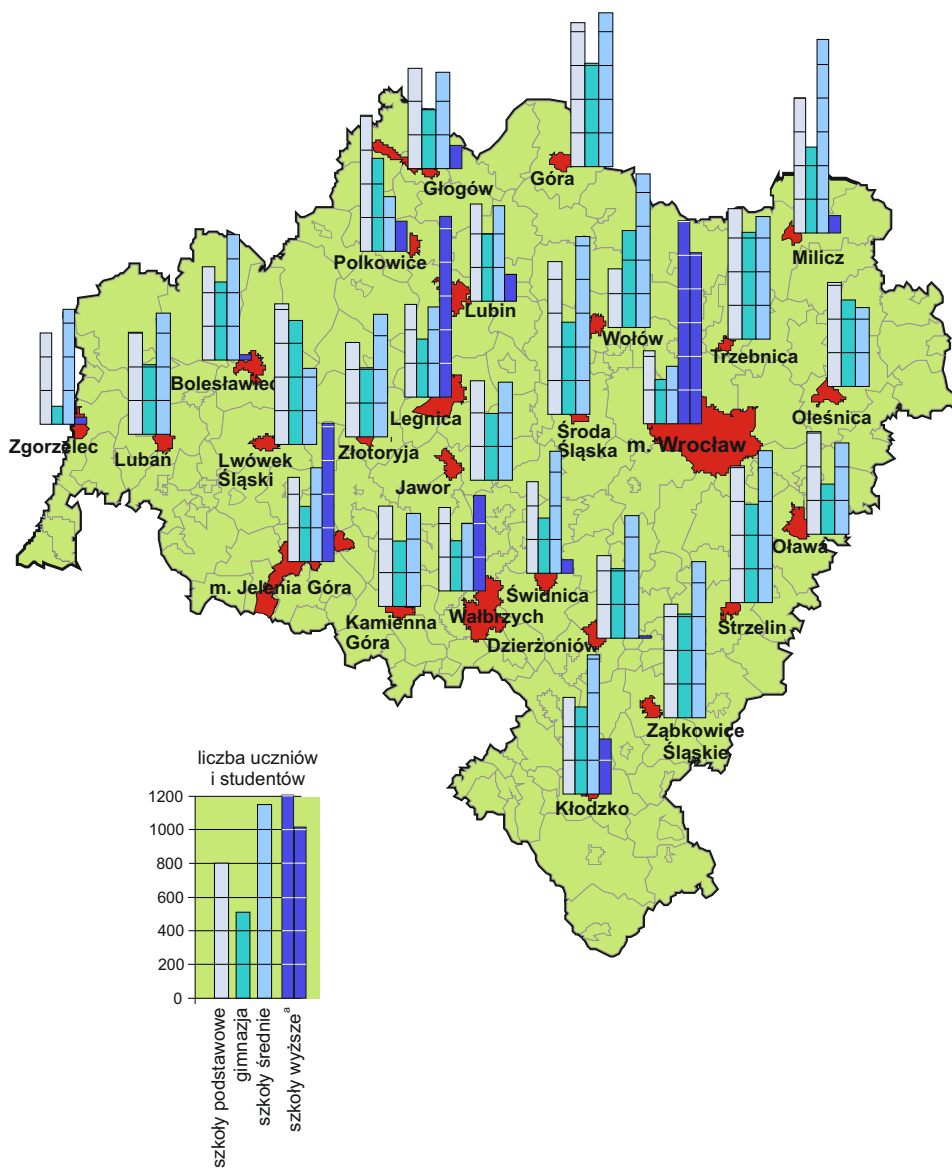 Głogów
Góra
Milicz
Polkowice
Lubin
Wołów
Trzebnica
Bolesławiec
Oleśnica
Legnica
Zgorzelec
Lubań
Lwówek
Śląski
Złotoryja
Środa
Śląska
m. Wrocław
Jawor
Oława
m. Jelenia Góra
Kamienna
Góra
Wałbrzych
Świdnica
Dzierżoniów
Strzelin
Ząbkowice
Śląskie
Kłodzko
liczba uczniów
i studentów
1200
1000
800
600
400
200
0
szkoły podstawowe
gimnazja
szkoły średnie
szkoły wyższe a